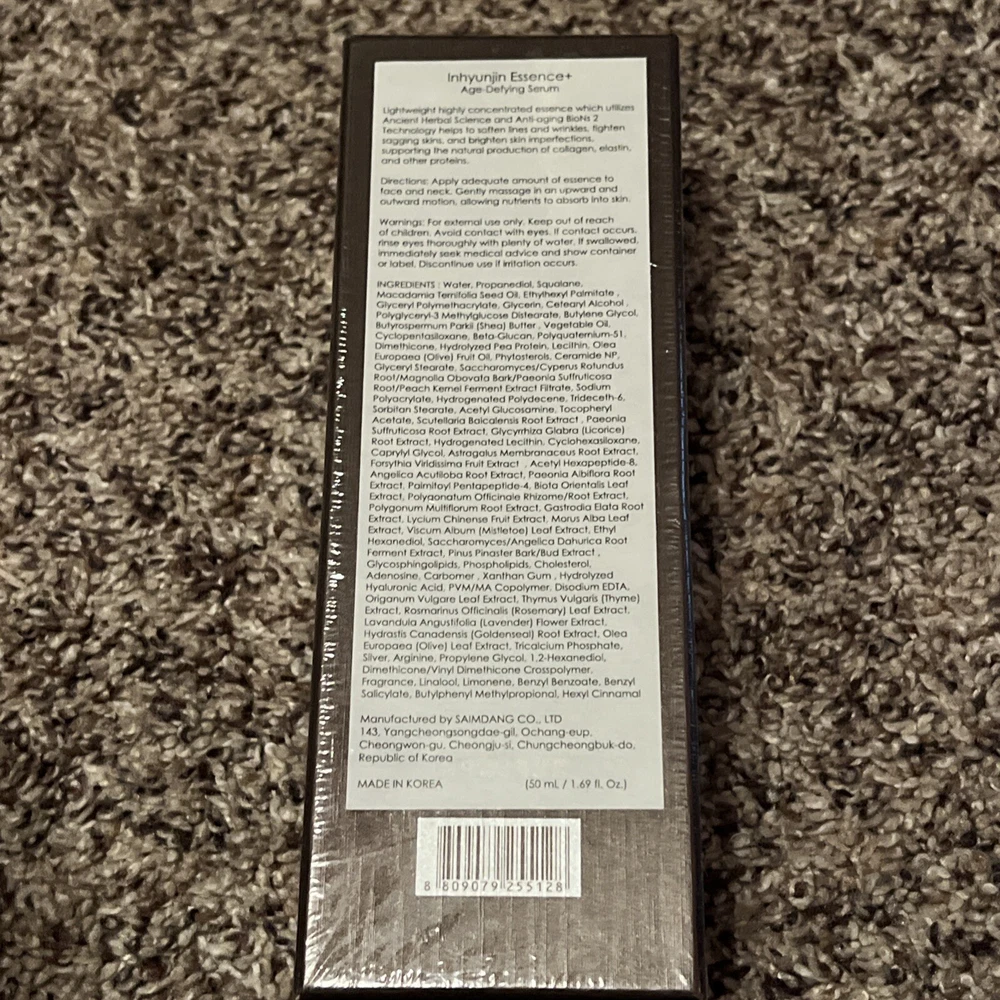 Inhyunjin Essence+
Age-Defying Serum
Lightweight highly concentrated essence which utilizes
Ancient Herbal Science and Anti-aging BioNs 2
Technology helps to soften lines and wrinkles, tighten
sagging skins, and brighten skin imperfections,
supporting the natural production of collagen, elastin,
and other proteins.
Directions: Apply adequate amount of essence to
face and neck. Gently massage in an upward and
outward motion, allowing nutrients to absorb into skin.
Warnings: For external use only. Keep out of reach
of children. Avoid contact with eyes. If contact occurs,
rinse eyes thoroughly with plenty of water. If swallowed,
immediately seek medical advice and show container
or label. Discontinue use if irritation occurs.
INGREDIENTS : Water, Propanediol, Squalane,
Macadamia Ternifolia Seed Oil, Ethylhexyl Palmitate ,
Glyceryl Polymethacrylate, Glycerin, Cetearyl Alcohol ,
Polyglyceryl-3 Methylglucose Distearate, Butylene Glycol,
Butyrospermum Parkii (Shea) Butter , Vegetable Oil,
Cyclopentasiloxane, Beta-Glucan, Polyquaternium-51,
Dimethicone, Hydrolyzed Pea Protein, Lecithin, Olea
Europaea (Olive) Fruit Oil, Phytosterols, Ceramide NP,
Glyceryl Stearate, Saccharomyces/Cyperus Rotundus
Root/Magnolia Obovata Bark/Paeonia Suffruticosa
Root/Peach Kernel Ferment Extract Filtrate, Sodium
Polyacrylate, Hydrogenated Polydecene, Trideceth-6,
Sorbitan Stearate, Acetyl Glucosamine, Tocopheryl
Acetate, Scutellaria Baicalensis Root Extract , Paeonia
Suffruticosa Root Extract, Glycyrrhiza Glabra (Licorice)
Root Extract, Hydrogenated Lecithin, Cyclohexasiloxane,
Caprylyl Glycol, Astragalus Membranaceus Root Extract,
Forsythia Viridissima Fruit Extract , Acetyl Hexapeptide-8,
Angelica Acutiloba Root Extract, Paeonia Albiflora Root
Extract, Palmitoyl Pentapeptide-4, Biota Orientalis Leaf
Extract, Polygonatum Officinale Rhizome/Root Extract,
Polygonum Multiflorum Root Extract, Gastrodia Elata Root
Extract, Lycium Chinense Fruit Extract, Morus Alba Leaf
Extract, Viscum Album (Mistletoe) Leaf Extract, Ethyl
Hexanediol, Saccharomyces/Angelica Dahurica Root
Ferment Extract, Pinus Pinaster Bark/Bud Extract ,
Glycosphingolipids, Phospholipids, Cholesterol,
Adenosine, Carbomer , Xanthan Gum , Hydrolyzed
Hyaluronic Acid, PVM/MA Copolymer, Disodium EDTA,
Origanum Vulgare Leaf Extract, Thymus Vulgaris (Thyme)
Extract, Rosmarinus Officinalis (Rosemary) Leaf Extract,
Lavandula Angustifolia (Lavender) Flower Extract,
Hydrastis Canadensis (Goldenseal) Root Extract, Olea
Europaea (Olive) Leaf Extract, Tricalcium Phosphate,
Silver, Arginine, Propylene Glycol, 1,2-Hexanediol,
Dimethicone/Vinyl Dimethicone Crosspolymer,
Fragrance, Linalool, Limonene, Benzyl Benzoate, Benzyl
Salicylate, Butylphenyl Methylpropional, Hexyl Cinnamal
Manufactured by SAIMDANG CO., LTD
143, Yangcheongsongdae-gil, Ochang-eup,
Cheongwon-gu, Cheongju-si, Chungcheongbuk-do,
Republic of Korea
MADE IN KOREA (50 mL / 1.69 fl. Oz.)
8 809079 255128